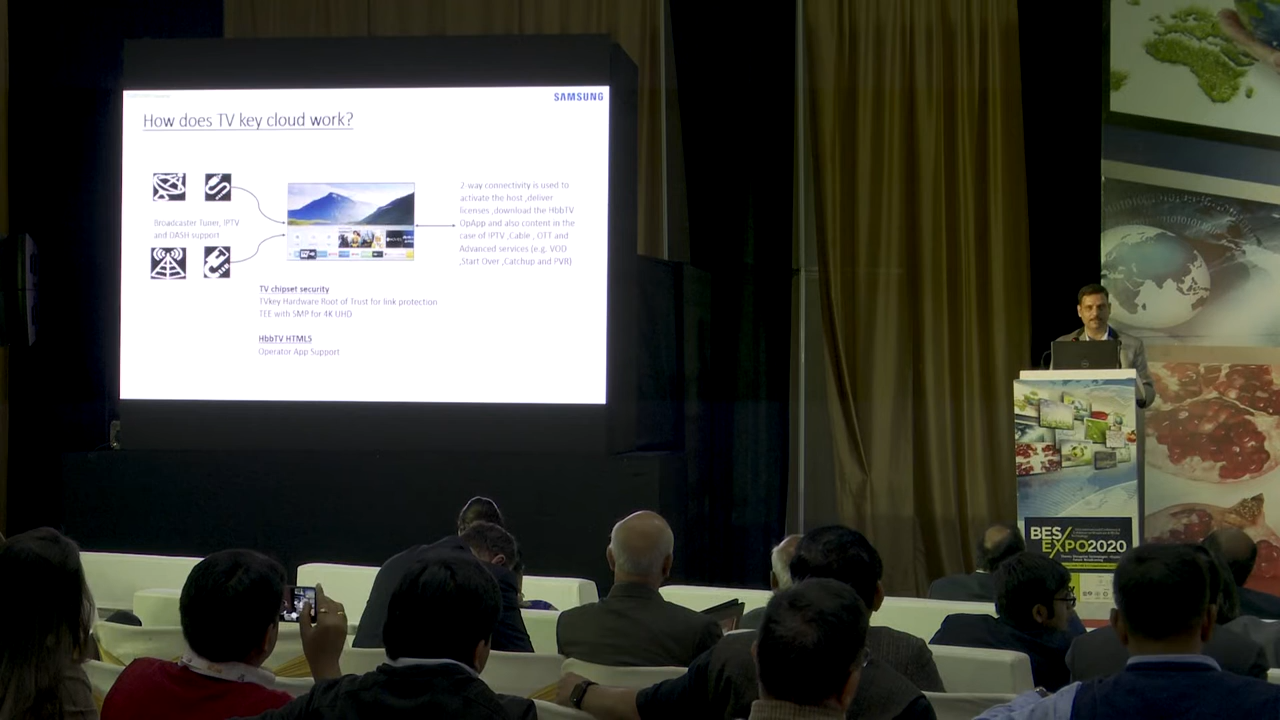 SAMSUNG
How does TV key cloud work?
Broadcaster Tuner, IPTV
and DASH support
2 way connectivity is used to
activate the host ,deliver
licenses ,download the HbbTV
OpApp and also content in the
case of IPTV ,Cable , OTT and
Advanced services (e.g. VOD
,Start Over ,Catchup and PVR)
TV chipset security
TVkey Hardware Root of Trust for link protection
TEE with SMP for 4K UHD
HbbTV HTML5
Operator App Support
BES/
EXPO2020